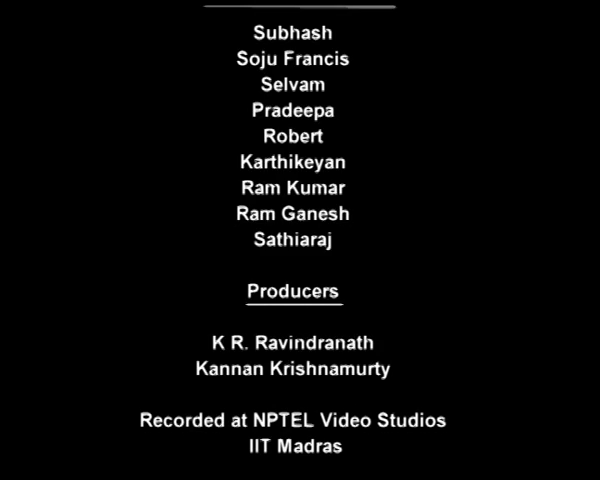 Subhash
Soju Francis
Selvam
Pradeepa
Robert
Karthikeyan
Ram Kumar
Ram Ganesh
Sathiaraj
Producers
K R. Ravindranath
Kannan Krishnamurty
Recorded at NPTEL Video Studios
IIT Madras